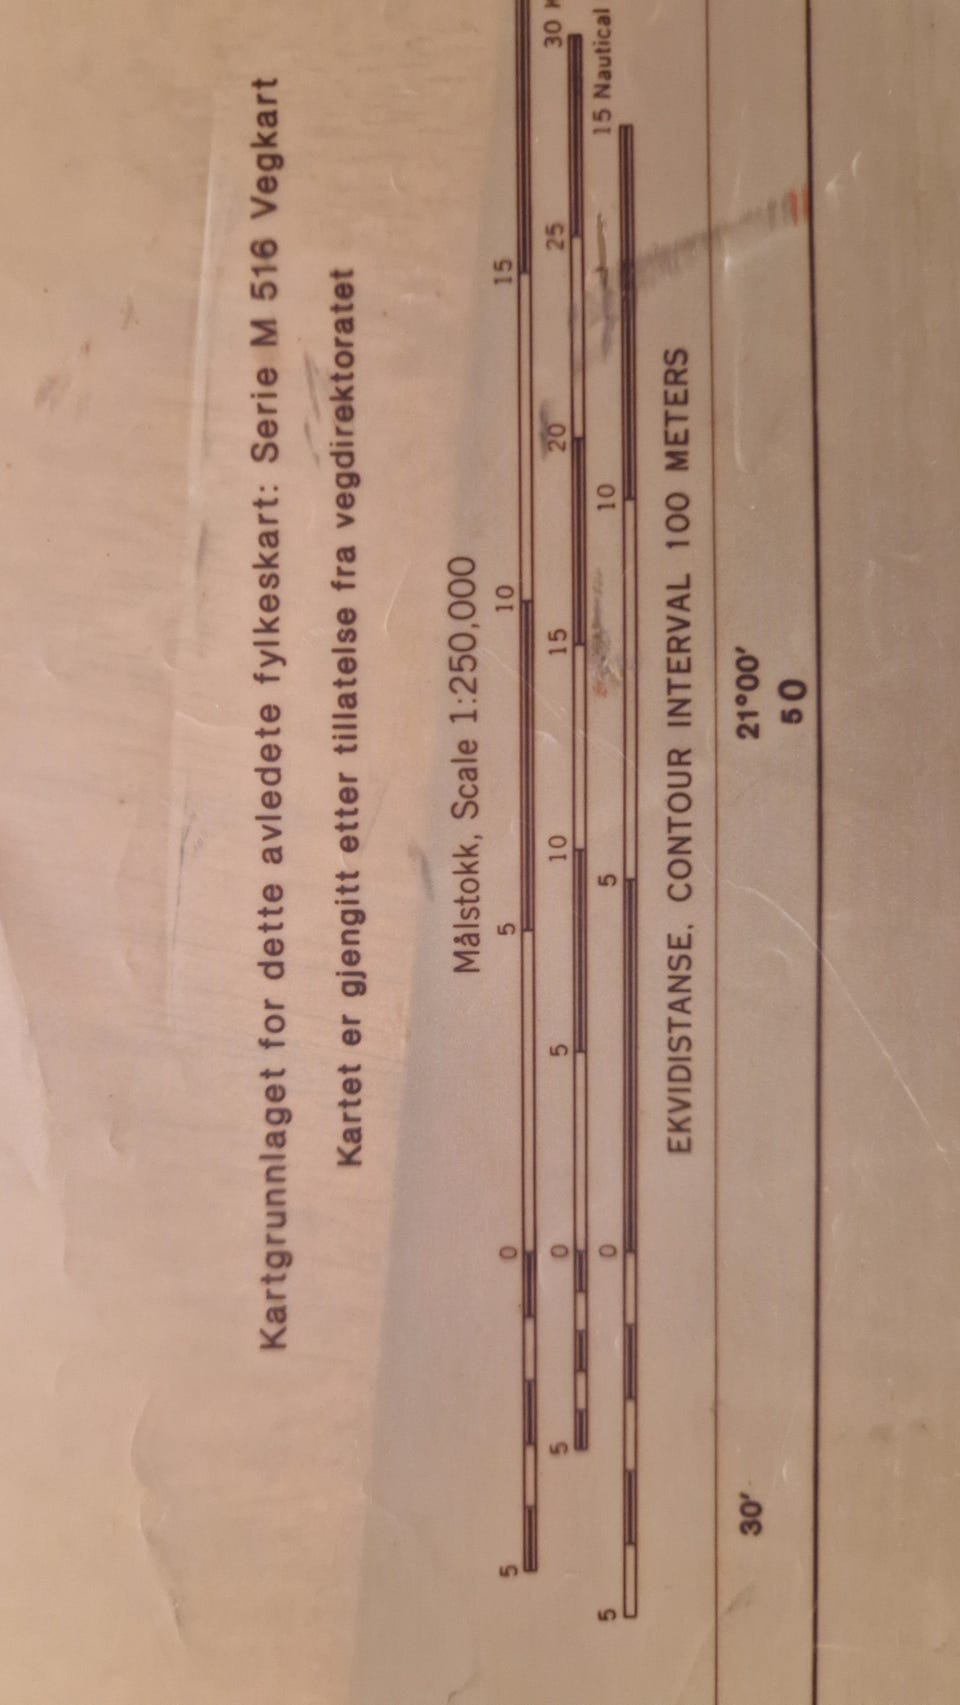 Kartgrunnlaget for dette avledete fylkeskart: Serie M 516 Vegkart
Kartet er gjengitt etter tillatelse fra vegdirektoratet
Målstokk, Scale 1:250,000
5 0 5 10 15
5 0 5 10 15 20 25 30
5 0 5 10 15 Nautical
EKVIDISTANSE, CONTOUR INTERVAL 100 METERS
30′ 21°00′
50